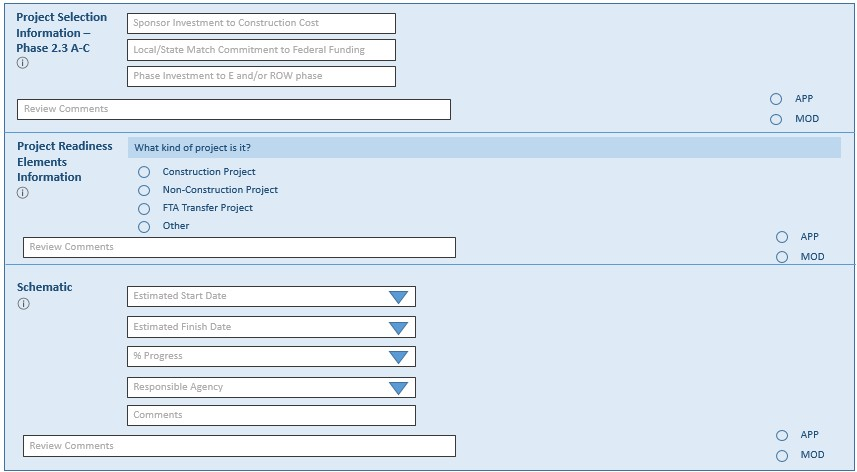 Project Selection
Information –
Phase 2.3 A-C
Sponsor Investment to Construction Cost
Local/State Match Commitment to Federal Funding
Phase Investment to E and/or ROW phase
Review Comments
APP
MOD
Project Readiness
Elements
Information
What kind of project is it?
Construction Project
Non-Construction Project
FTA Transfer Project
Other
Review Comments
APP
MOD
Schematic
Estimated Start Date
Estimated Finish Date
% Progress
Responsible Agency
Comments
Review Comments
APP
MOD